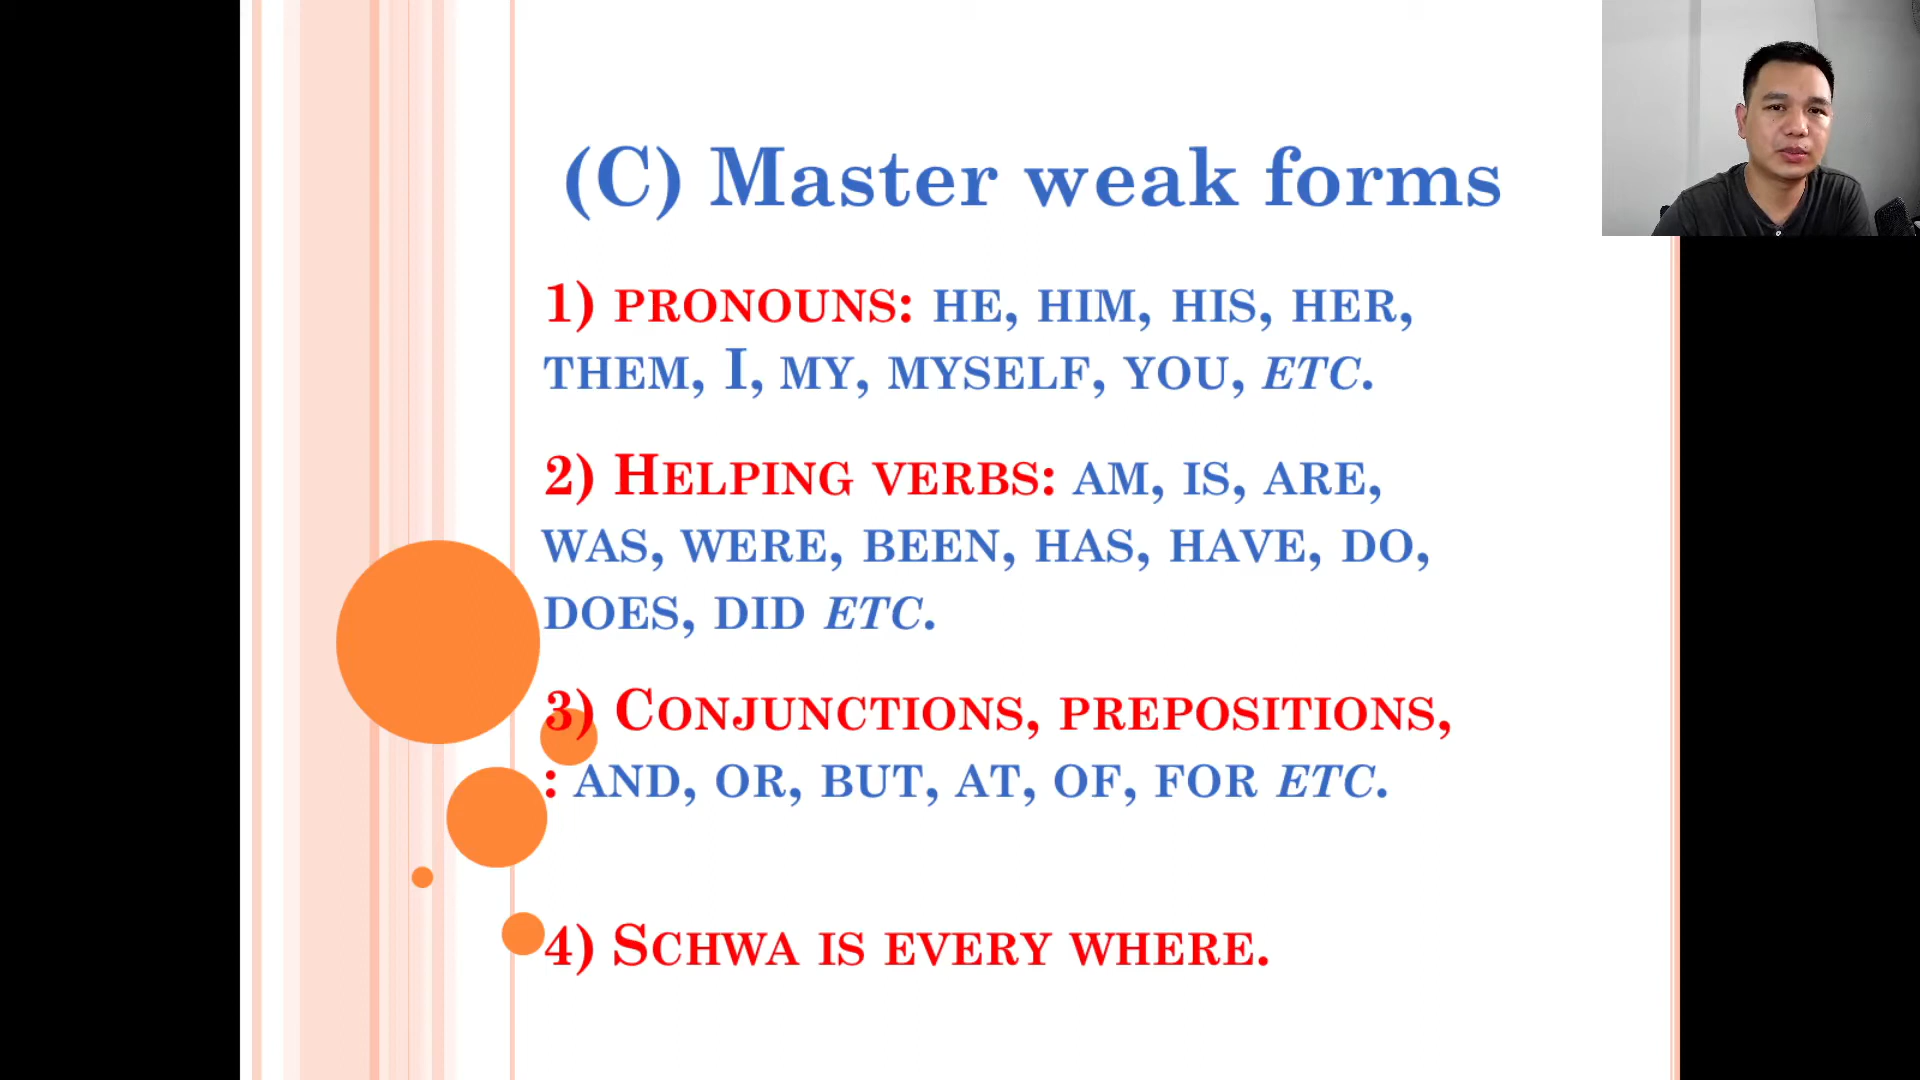 (C) Master weak forms
1) PRONOUNS: HE, HIM, HIS, HER,
THEM, I, MY, MYSELF, YOU, ETC.
2) HELPING VERBS: AM, IS, ARE,
WAS, WERE, BEEN, HAS, HAVE, DO,
DOES, DID ETC.
3) CONJUNCTIONS, PREPOSITIONS,
: AND, OR, BUT, AT, OF, FOR ETC.
4) SCHWA IS EVERY WHERE.